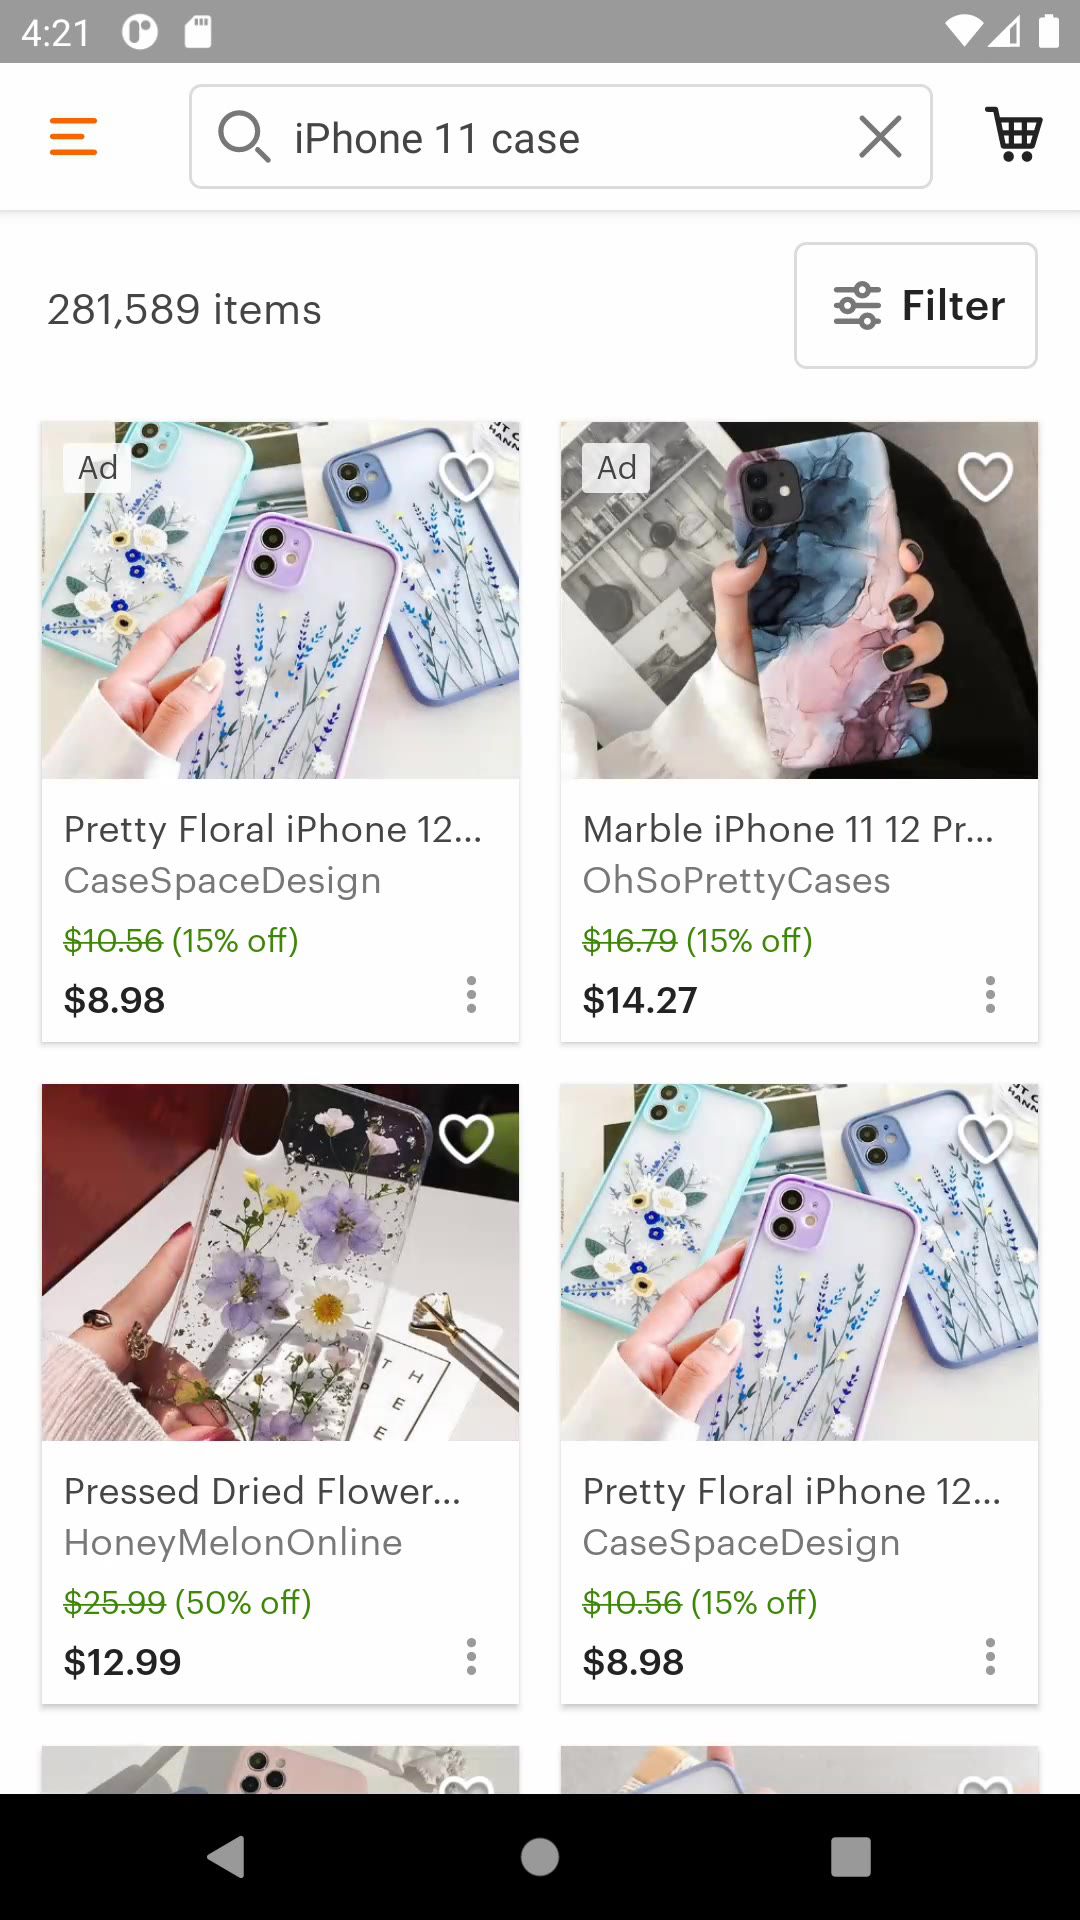 4:21
iPhone 11 case
281,589 items
Filter
Ad
Ad
Pretty Floral iPhone 12...
CaseSpaceDesign
$10.56 (15% off)
$8.98
Marble iPhone 11 12 Pr...
OhSoPrettyCases
$16.79 (15% off)
$14.27
T H
E
E
Pressed Dried Flower...
HoneyMelonOnline
$25.99 (50% off)
$12.99
Pretty Floral iPhone 12...
CaseSpaceDesign
$10.56 (15% off)
$8.98